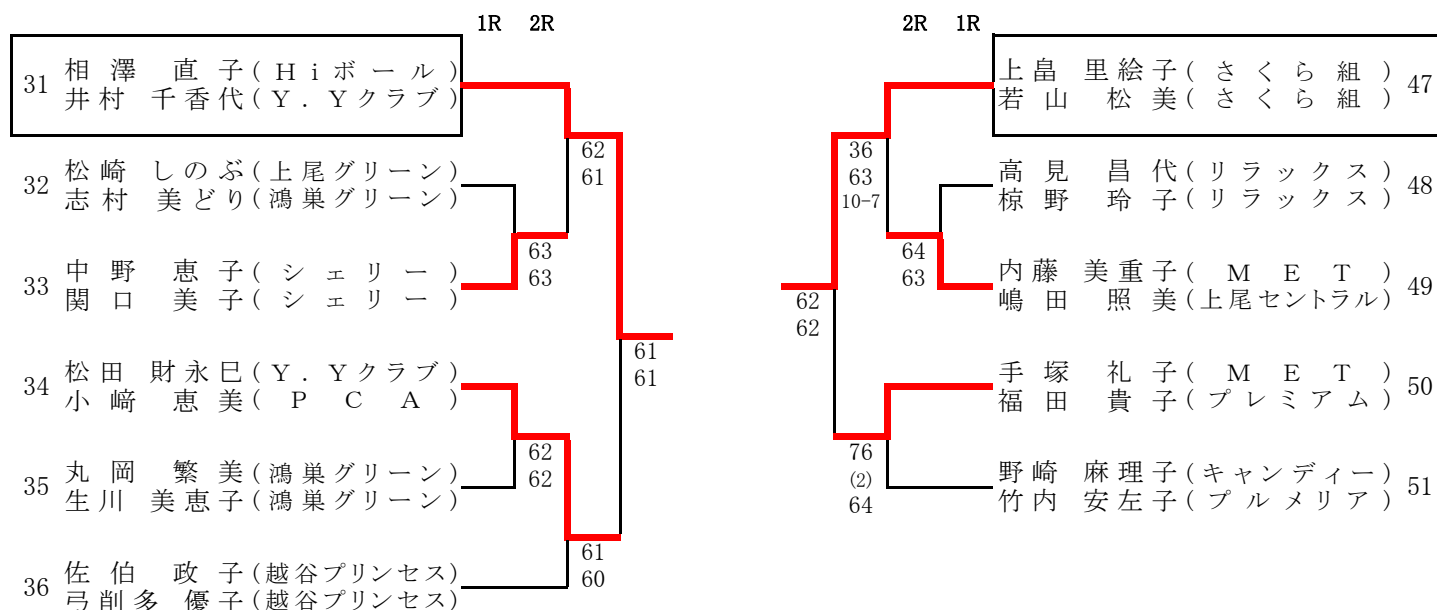 1R 2R
31 相澤 直子(Hiボール)
井村 千香代(Y.Yクラブ)
62
61
32 松崎 しのぶ(上尾グリーン)
志村 美どり(鴻巣グリーン)
63
63
33 中野 恵子(シェリー)
関口 美子(シェリー)
61
61
34 松田 財永巳(Y.Yクラブ)
小﨑 恵美(PCA)
62
62
35 丸岡 繁美(鴻巣グリーン)
生川 美恵子(鴻巣グリーン)
61
60
36 佐伯 政子(越谷プリンセス)
弓削多 優子(越谷プリンセス)
2R 1R
上畠 里絵子(さくら組) 47
若山 松美(さくら組)
36
63
10-7
高見 昌代(リラックス) 48
椋野 玲子(リラックス)
64
63
内藤 美重子(MET) 49
嶋田 照美(上尾セントラル)
62
62
手塚 礼子(MET) 50
福田 貴子(プレミアム)
76
(2)
64
野崎 麻理子(キャンディー) 51
竹内 安左子(プルメリア)